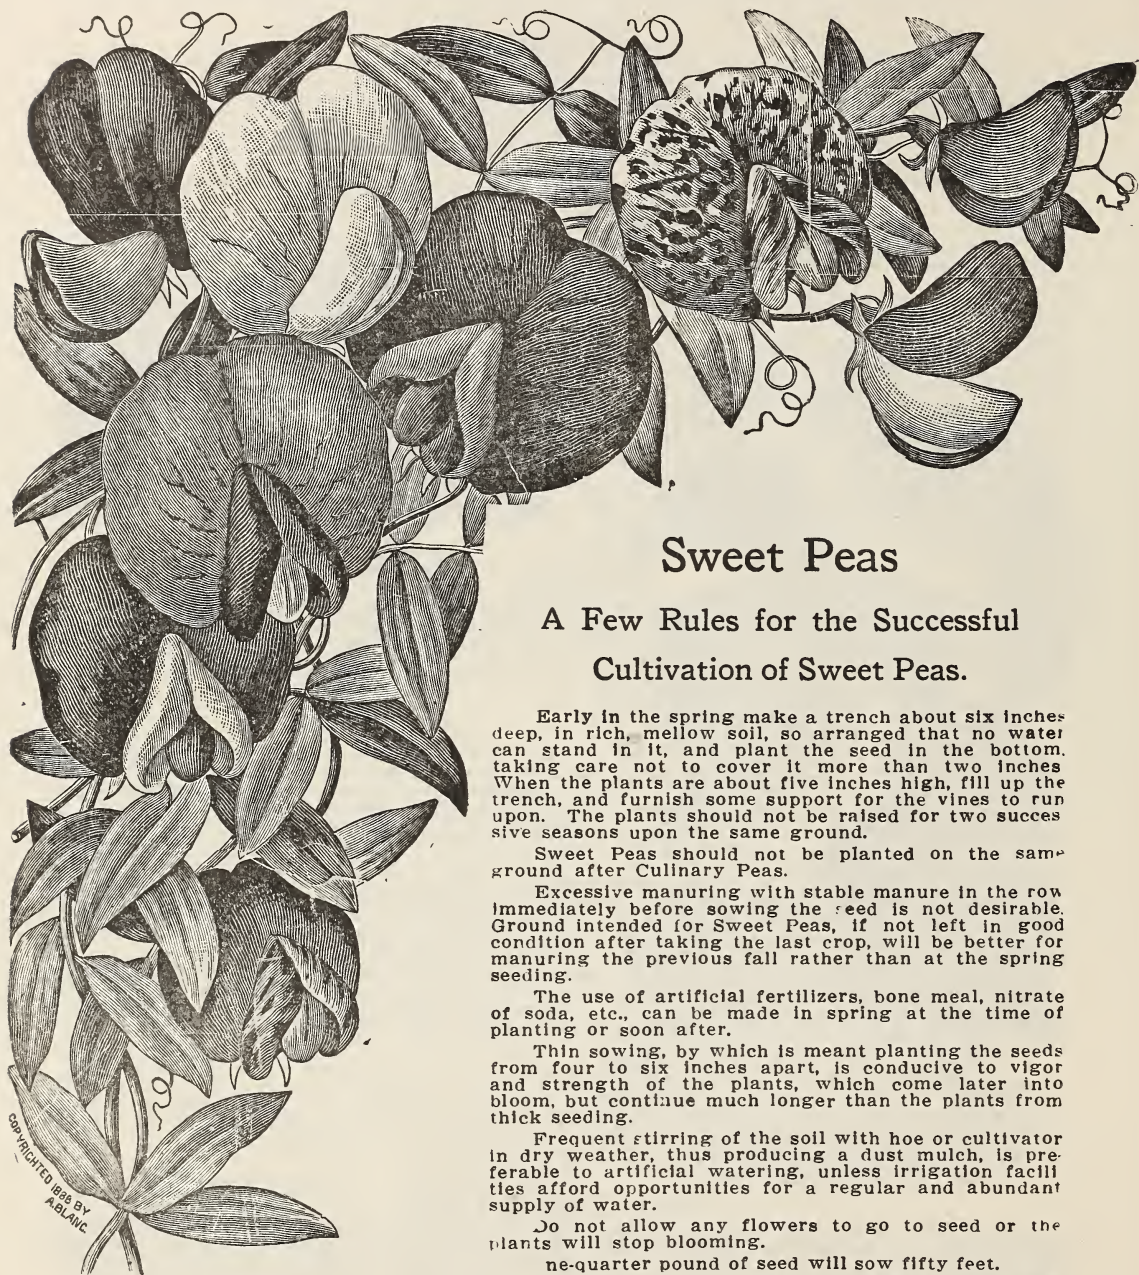 Sweet Peas
A Few Rules for the Successful
Cultivation of Sweet Peas.
Early in the spring make a trench about six inches
deep, in rich, mellow soil, so arranged that no water
can stand in it, and plant the seed in the bottom,
taking care not to cover it more than two inches
When the plants are about five inches high, fill up the
trench, and furnish some support for the vines to run
upon. The plants should not be raised for two succes
sive seasons upon the same ground.
Sweet Peas should not be planted on the same
ground after Culinary Peas.
Excessive manuring with stable manure in the row
immediately before sowing the seed is not desirable.
Ground intended for Sweet Peas, if not left in good
condition after taking the last crop, will be better for
manuring the previous fall rather than at the spring
seeding.
The use of artificial fertilizers, bone meal, nitrate
of soda, etc., can be made in spring at the time of
planting or soon after.
Thin sowing, by which is meant planting the seeds
from four to six inches apart, is conducive to vigor
and strength of the plants, which come later into
bloom, but continue much longer than the plants from
thick seeding.
Frequent stirring of the soil with hoe or cultivator
in dry weather, thus producing a dust mulch, is pre-
ferable to artificial watering, unless irrigation facili
ties afford opportunities for a regular and abundant
supply of water.
Do not allow any flowers to go to seed or the
plants will stop blooming.
ne-quarter pound of seed will sow fifty feet.
COPYRIGHTED 1888 BY
A.BLANC